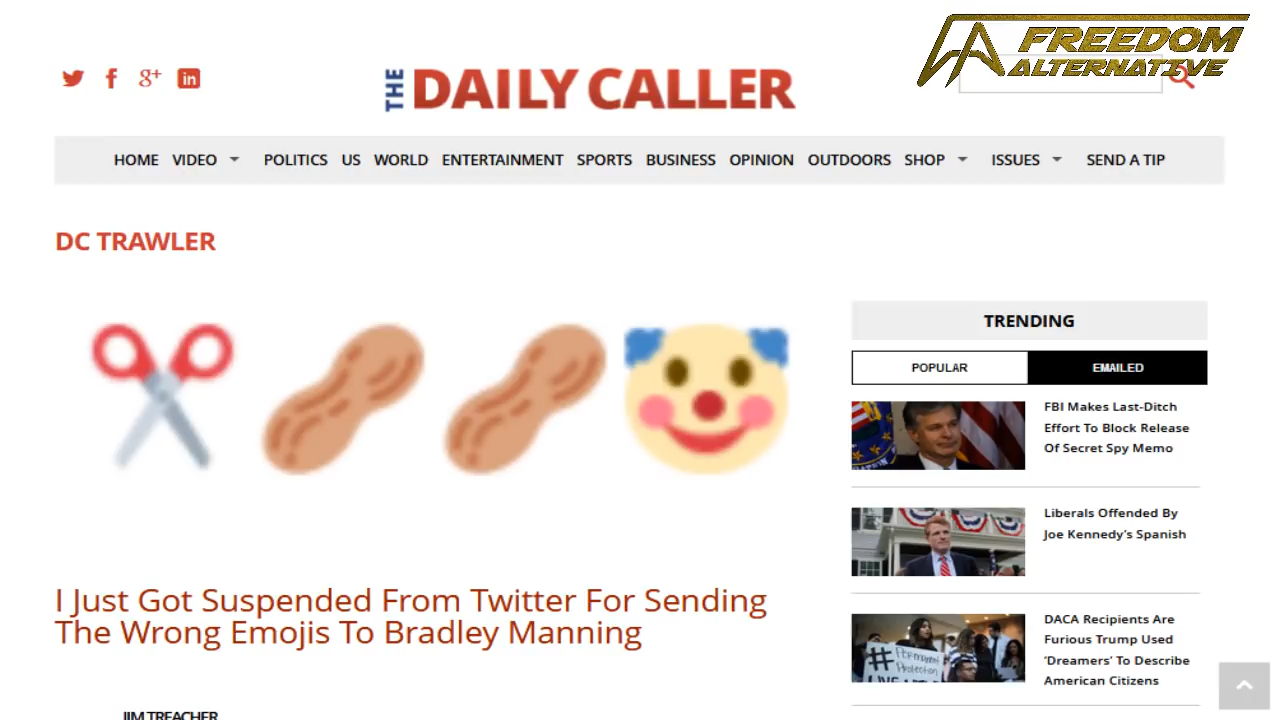 FREEDOM
ALTERNATIVE
THE DAILY CALLER
HOME VIDEO POLITICS US WORLD ENTERTAINMENT SPORTS BUSINESS OPINION OUTDOORS SHOP ISSUES SEND A TIP
DC TRAWLER
I Just Got Suspended From Twitter For Sending
The Wrong Emojis To Bradley Manning
JIM TREACHER
TRENDING
POPULAR EMAILED
FBI Makes Last-Ditch
Effort To Block Release
Of Secret Spy Memo
Liberals Offended By
Joe Kennedy's Spanish
DACA Recipients Are
Furious Trump Used
'Dreamers' To Describe
American Citizens
#
Permanent
Protection